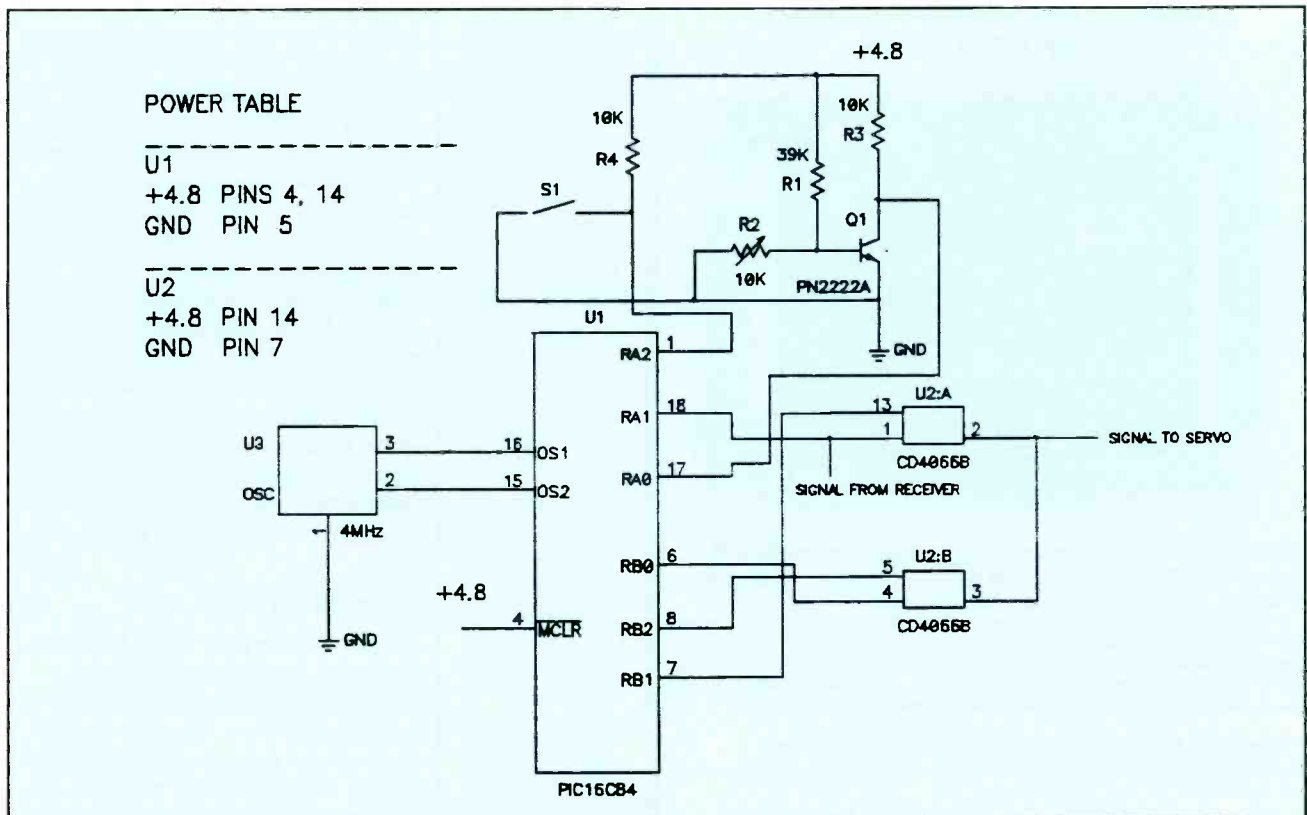 POWER TABLE
U1
+4.8 PINS 4, 14
GND PIN 5
U2
+4.8 PIN 14
GND PIN 7
+4.8
10K
R4
10K
R3
39K
R1
S1
R2
10K
Q1
PN2222A
GND
U1
RA2
1
RA1
18
RA0
17
RB0
6
RB2
8
RB1
7
U3
OSC
3
2
1
4MHz
GND
16
OS1
15
OS2
+4.8
4
MCLR
PIC16C84
U2:A
13
1
2
CD4066B
SIGNAL TO SERVO
SIGNAL FROM RECEIVER
U2:B
5
4
3
CD4066B